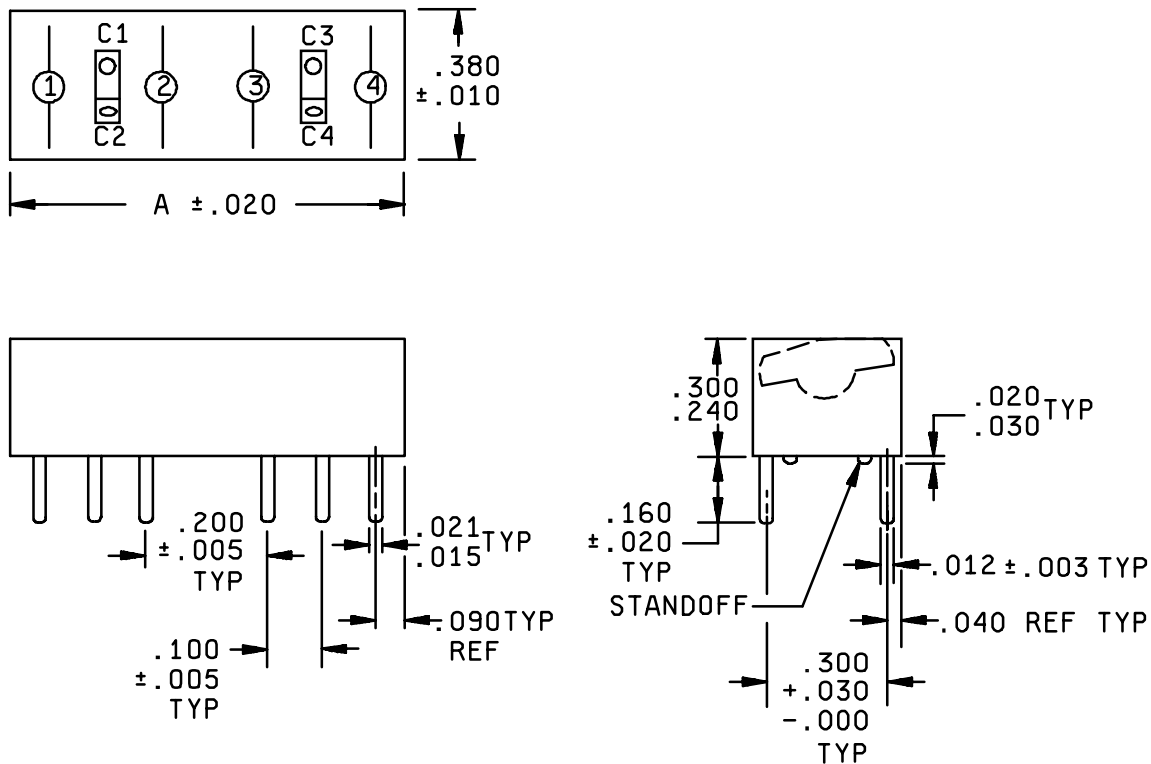 C1 C3
1 2 3 4
C2 C4
.380
±.010
A ±.020
.300
.240
.020 TYP
.030
.200
±.005
TYP
.021 TYP
.015
.090 TYP
REF
.100
±.005
TYP
.160
±.020
TYP
STANDOFF
.012 ±.003 TYP
.040 REF TYP
.300
+.030
-.000
TYP